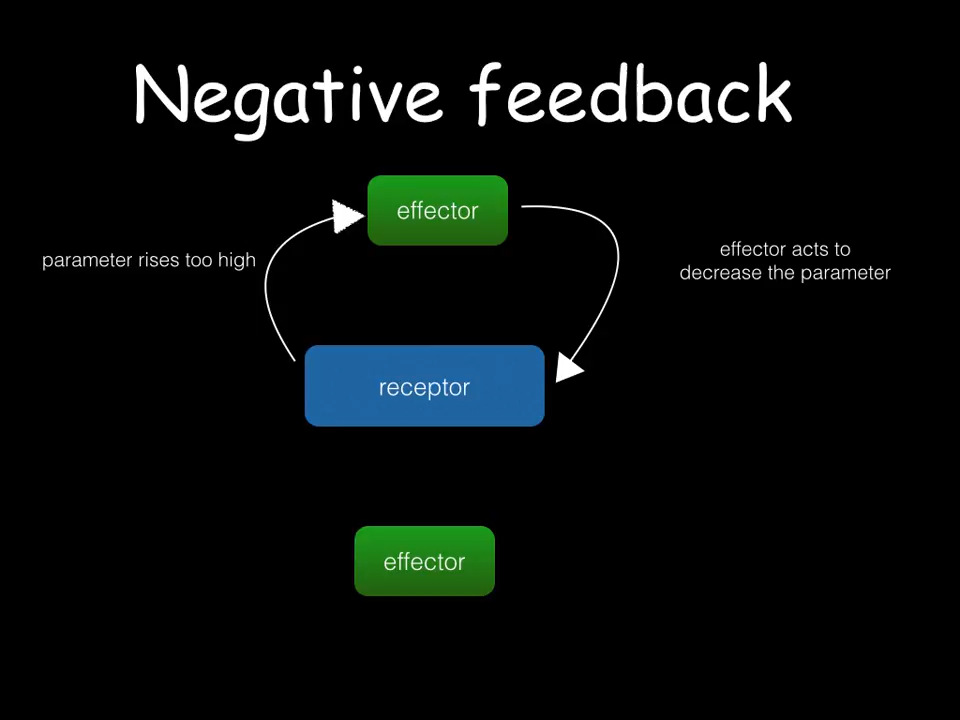 Negative feedback
effector
parameter rises too high
effector acts to
decrease the parameter
receptor
effector